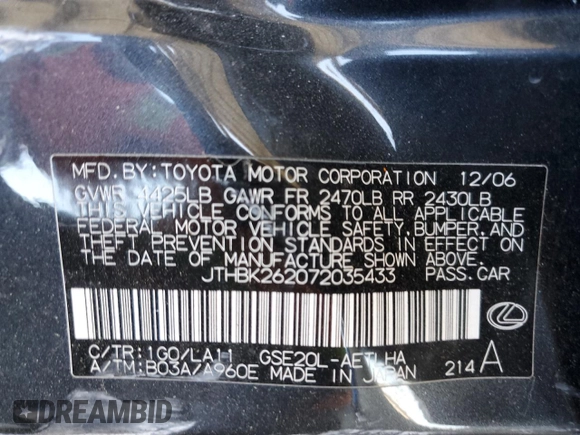 MFD. BY: TOYOTA MOTOR CORPORATION 12/06
GVWR 4425LB GAWR FR 2470LB RR 2430LB
THIS VEHICLE CONFORMS TO ALL APPLICABLE
FEDERAL MOTOR VEHICLE SAFETY, BUMPER, AND
THEFT PREVENTION STANDARDS IN EFFECT ON
THE DATE OF MANUFACTURE SHOWN ABOVE.
JTHBK262072035433 PASS. CAR
C/TR: 1G0/LA11 GSE20L-AETLHA
A/TM: B03A/A960E MADE IN JAPAN 214 A
DREAMBID